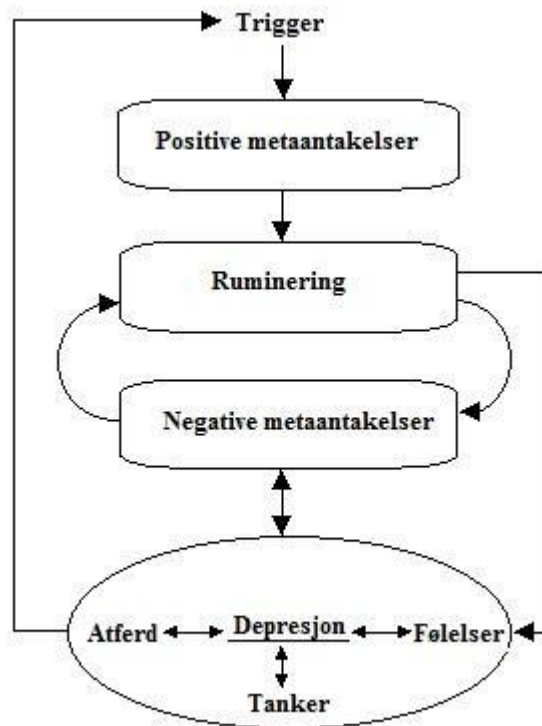 Trigger
Positive metaantakelser
Ruminering
Negative metaantakelser
Atferd
Depresjon
Følelser
Tanker